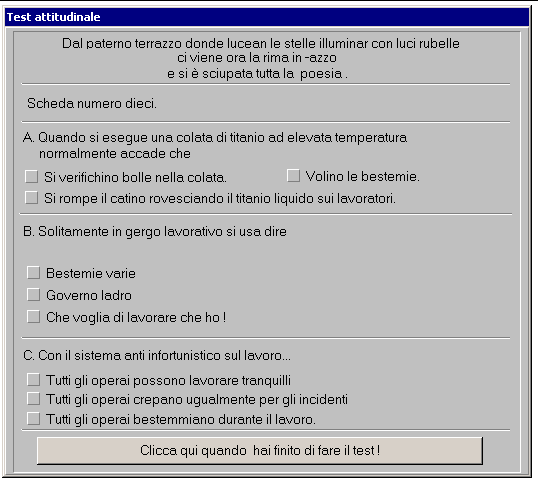 Test attitudinale
Dal paterno terrazzo donde lucean le stelle illuminar con luci rubelle
ci viene ora la rima in -azzo
e si è sciupata tutta la poesia .
Scheda numero dieci.
A. Quando si esegue una colata di titanio ad elevata temperatura
normalmente accade che
Si verifichino bolle nella colata. Volino le bestemie.
Si rompe il catino rovesciando il titanio liquido sui lavoratori.
B. Solitamente in gergo lavorativo si usa dire
Bestemie varie
Governo ladro
Che voglia di lavorare che ho !
C. Con il sistema anti infortunistico sul lavoro...
Tutti gli operai possono lavorare tranquilli
Tutti gli operai crepano ugualmente per gli incidenti
Tutti gli operai bestemmiano durante il lavoro.
Clicca qui quando hai finito di fare il test !